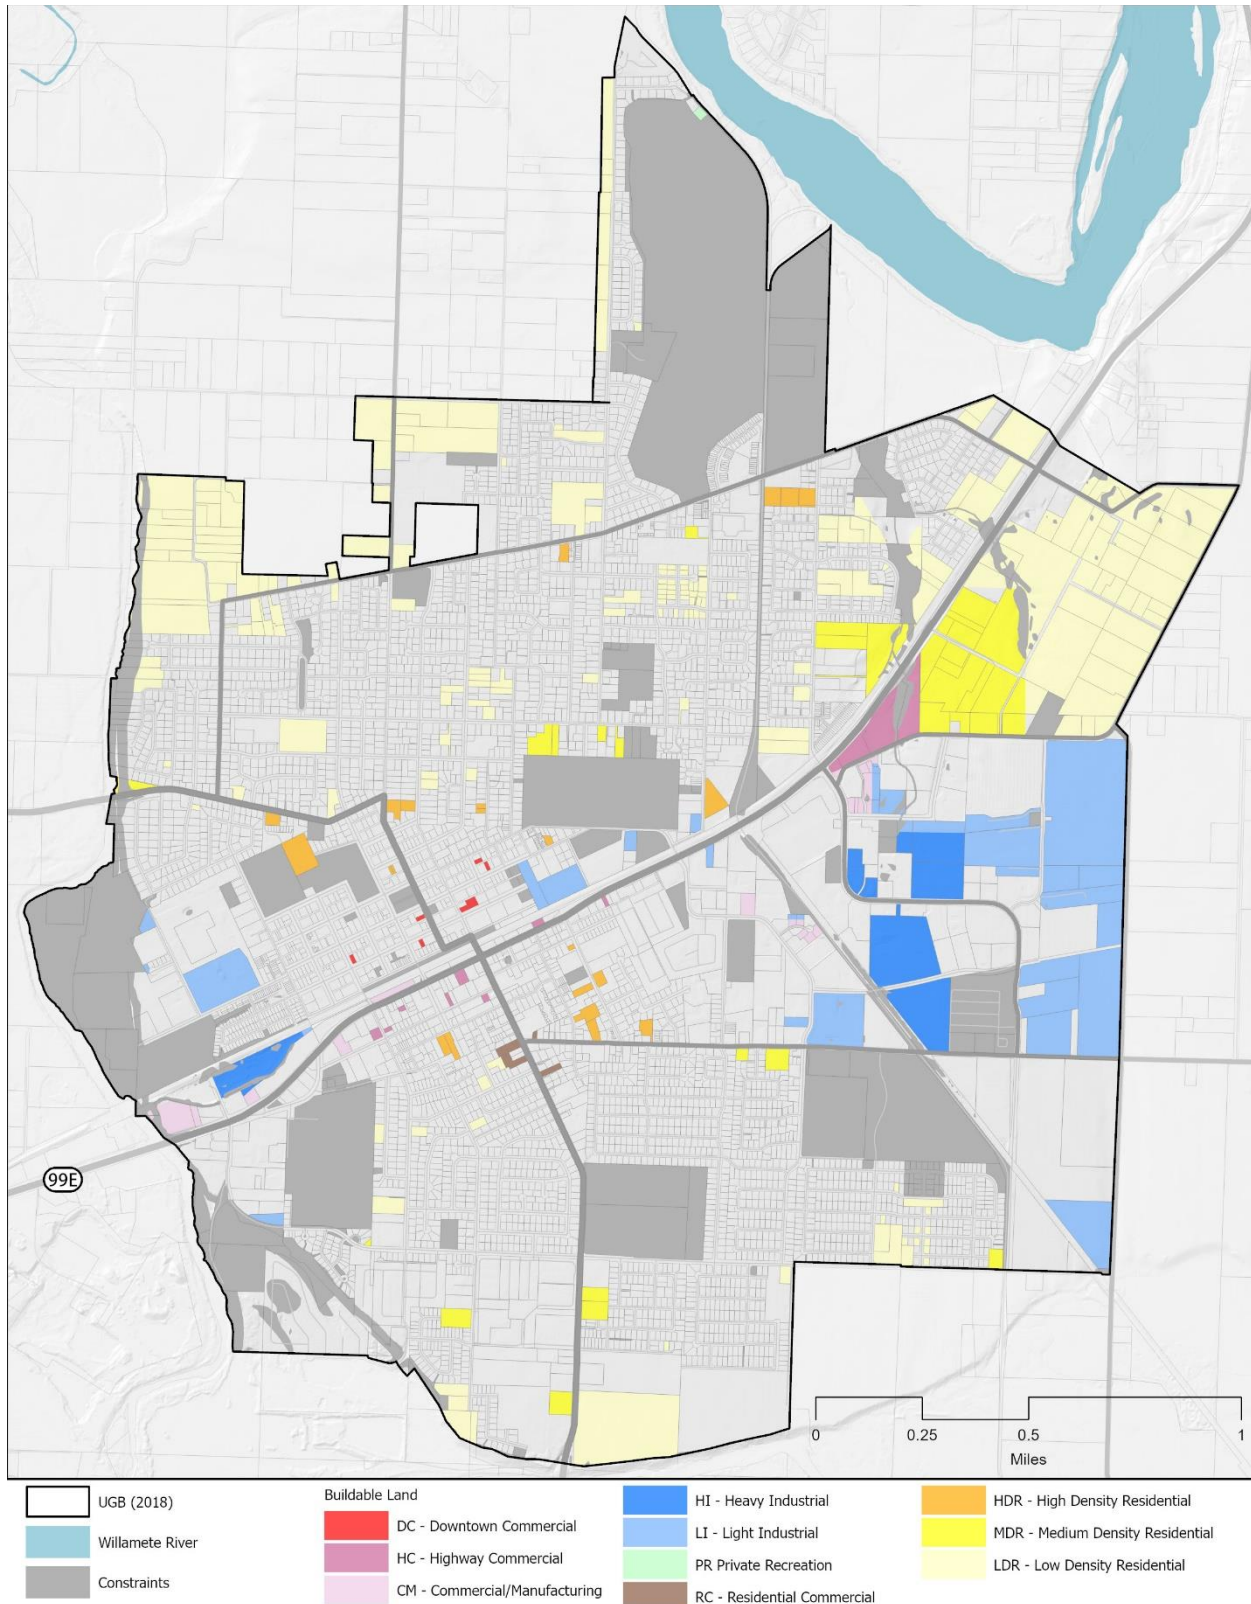 99E
0
0.25
0.5
1
Miles
UGB (2018)
Willamete River
Constraints
Buildable Land
DC - Downtown Commercial
HC - Highway Commercial
CM - Commercial/Manufacturing
HI - Heavy Industrial
LI - Light Industrial
PR Private Recreation
RC - Residential Commercial
HDR - High Density Residential
MDR - Medium Density Residential
LDR - Low Density Residential